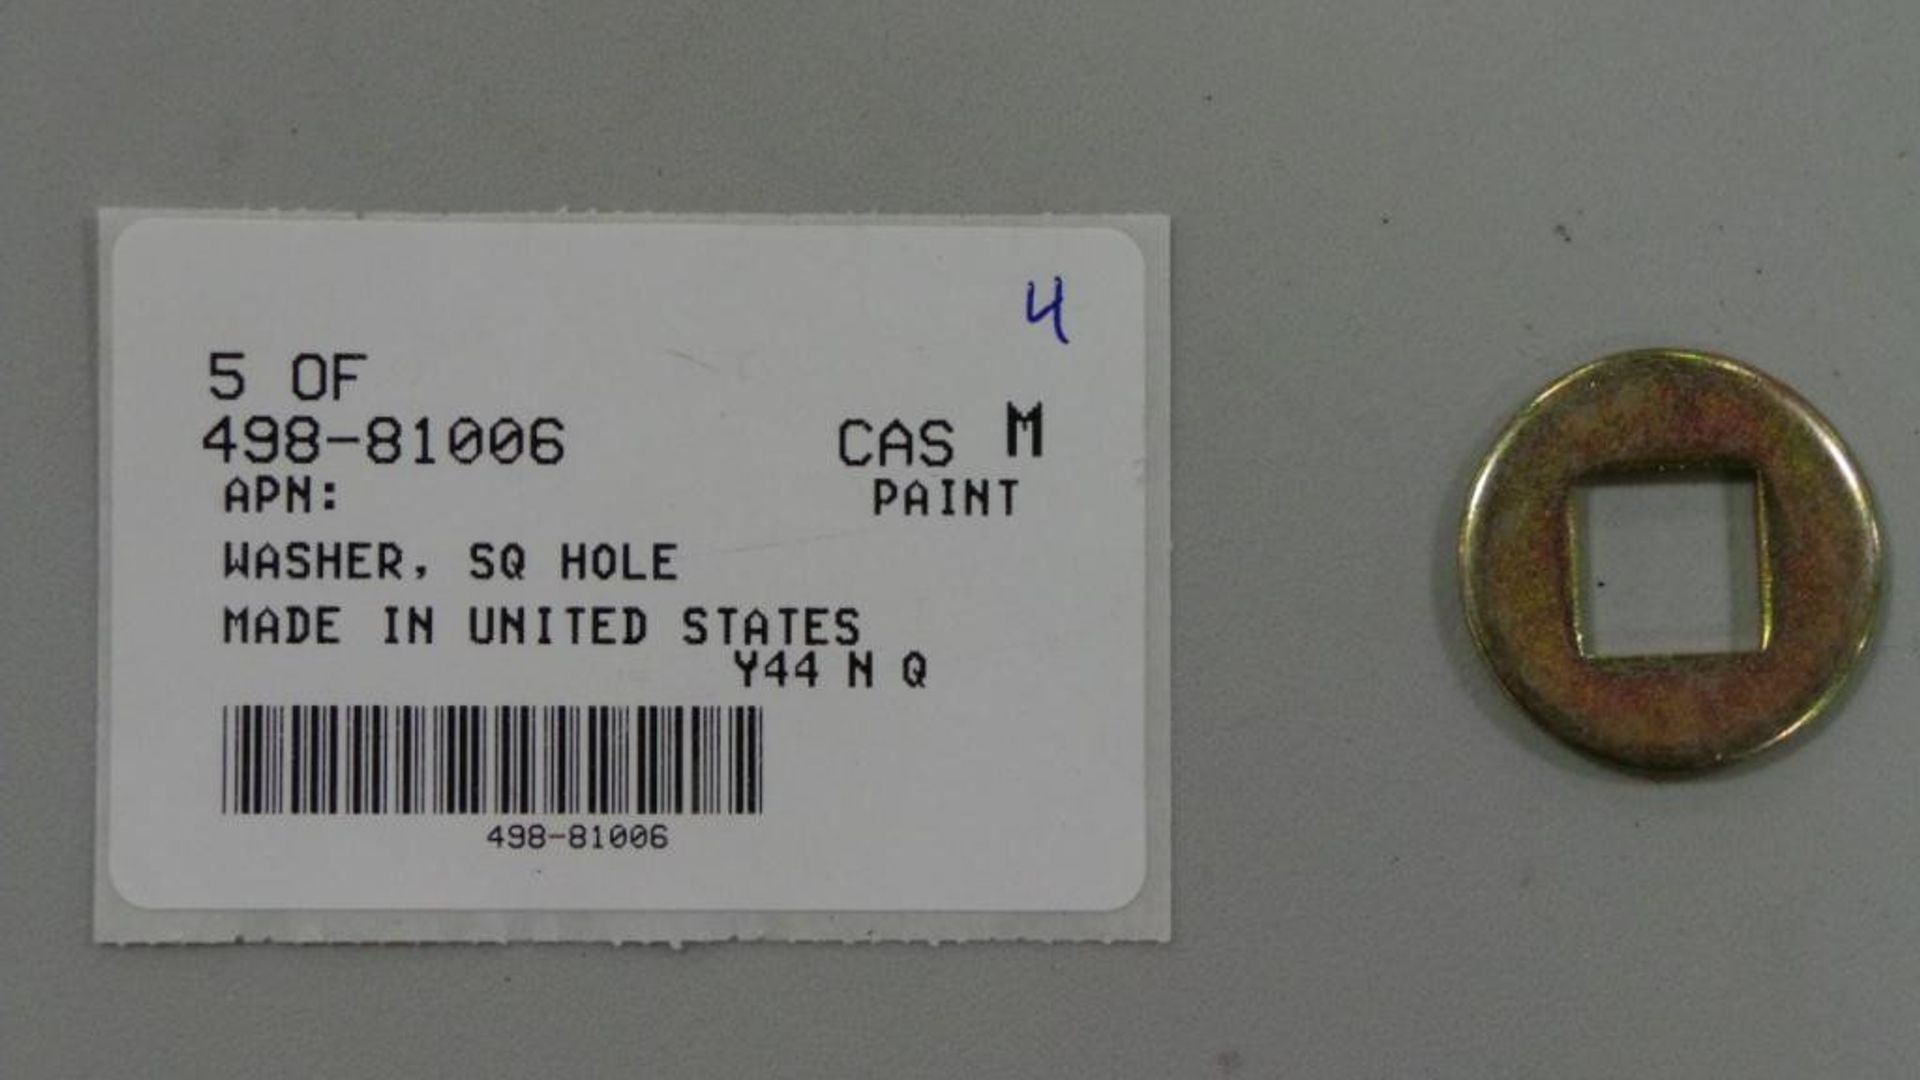 4
5 OF
498-81006 CAS M
APN: PAINT
WASHER, SQ HOLE
MADE IN UNITED STATES
Y44 N Q
498-81006